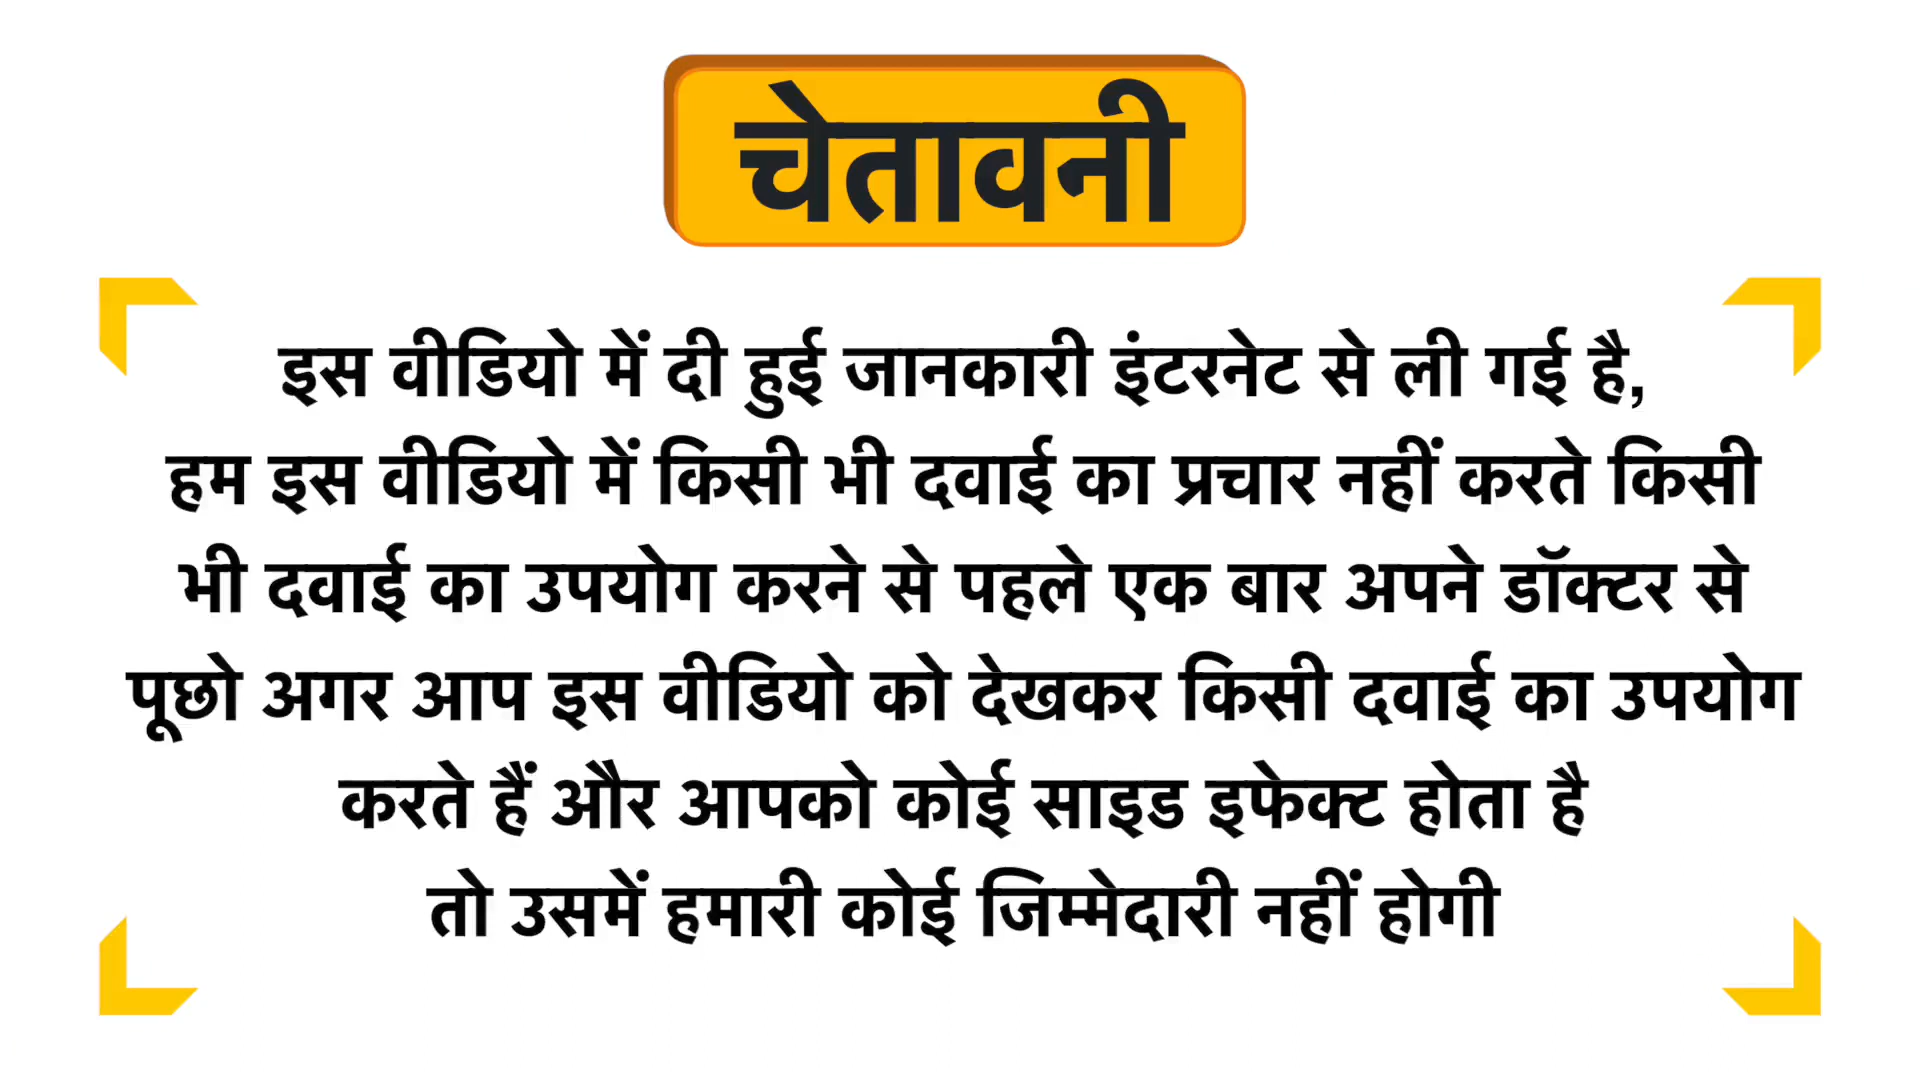 चेतावनी
इस वीडियो में दी हुई जानकारी इंटरनेट से ली गई है,
हम इस वीडियो में किसी भी दवाई का प्रचार नहीं करते किसी
भी दवाई का उपयोग करने से पहले एक बार अपने डॉक्टर से
पूछो अगर आप इस वीडियो को देखकर किसी दवाई का उपयोग
करते हैं और आपको कोई साइड इफेक्ट होता है
तो उसमें हमारी कोई जिम्मेदारी नहीं होगी